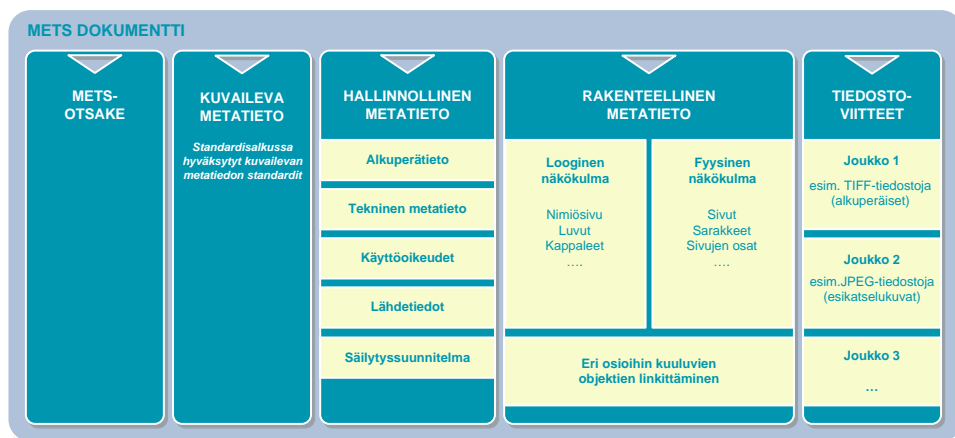 METS DOKUMENTTI
METS-
OTSAKE
KUVAILEVA
METATIETO
Standardisalkussa
hyväksytyt kuvailevan
metatiedon standardit
HALLINNOLLINEN
METATIETO
Alkuperätieto
Tekninen metatieto
Käyttöoikeudet
Lähdetiedot
Säilytyssuunnitelma
RAKENTEELLINEN
METATIETO
Looginen
näkökulma
Nimiösivu
Luvut
Kappaleet
….
Fyysinen
näkökulma
Sivut
Sarakkeet
Sivujen osat
….
Eri osioihin kuuluvien
objektien linkittäminen
TIEDOSTO-
VIITTEET
Joukko 1
esim. TIFF-tiedostoja
(alkuperäiset)
Joukko 2
esim.JPEG-tiedostoja
(esikatselukuvat)
Joukko 3
…